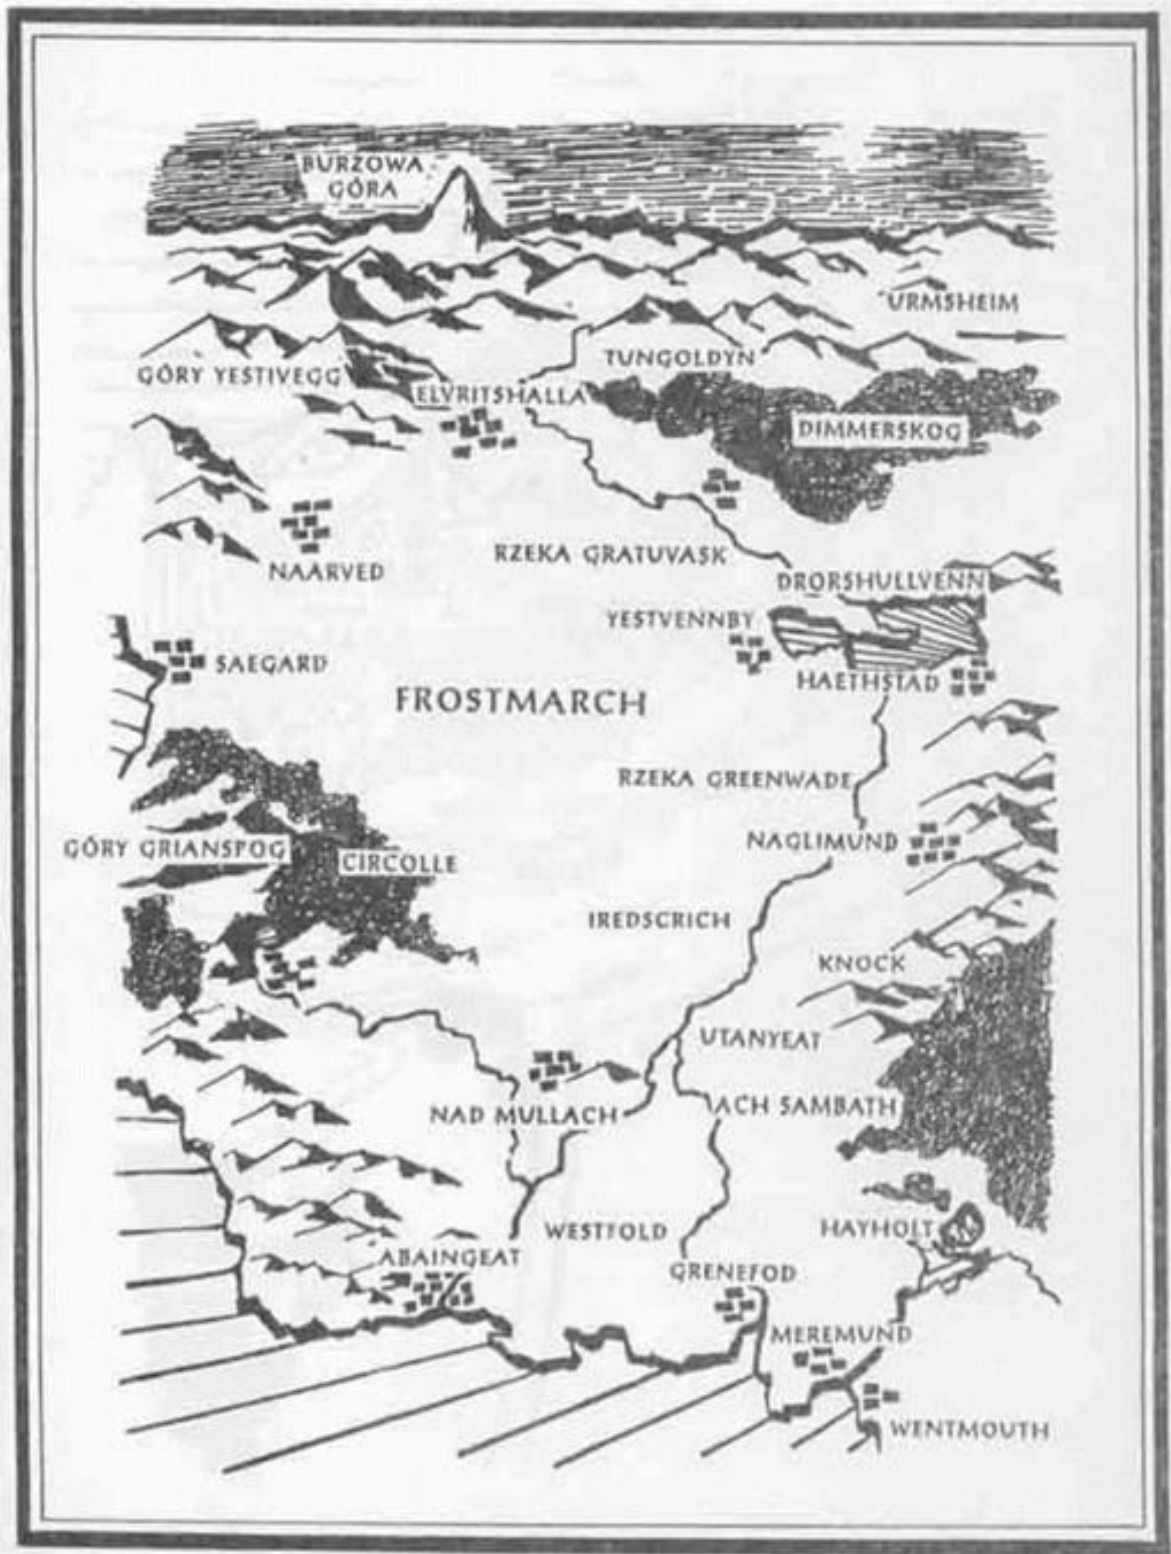 BURZOWA
GÓRA
URMSHEIM
TUNGOLDYN
GÓRY YESTIVEGG
ELVRITSHALLA
DIMMERSKOG
RZEKA GRATUVASK
NAARVED
DRORSHULLVENN
YESTVENNBY
SAEGARD
HAETHSTAD
FROSTMARCH
RZEKA GREENWADE
NAGLIMUND
GÓRY GRIANSPOG
CIRCOLLE
IREDSCRICH
KNOCK
UTANYEAT
NAD MULLACH
ACH SAMBATH
WESTFOLD
HAYHOLT
ABAINGEAT
GRENEFOD
MEREMUND
WENTMOUTH